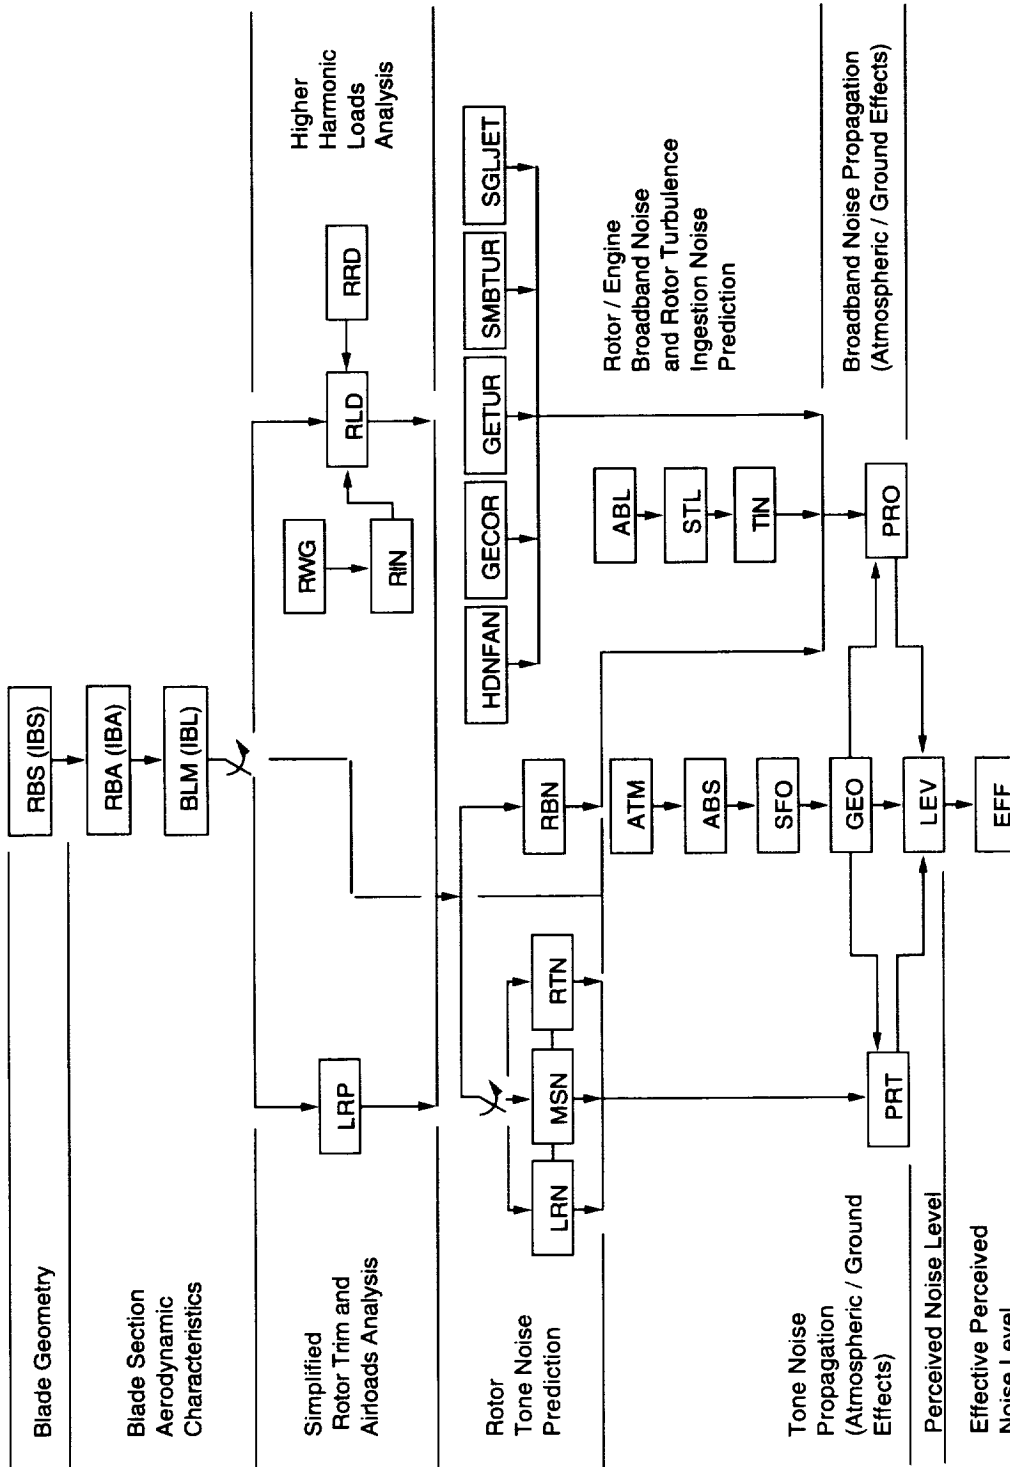 Blade Geometry
RBS (IBS)
Blade Section
Aerodynamic
Characteristics
RBA (IBA)
BLM (IBL)
Simplified
Rotor Trim and
Airloads Analysis
LRP
RWG
RIN
RLD
RRD
Higher
Harmonic
Loads
Analysis
Rotor
Tone Noise
Prediction
LRN
MSN
RTN
RBN
HDNFAN
GECOR
GETUR
SMBTUR
SGLJET
ABL
STL
TIN
Rotor / Engine
Broadband Noise
and Rotor Turbulence
Ingestion Noise
Prediction
ATM
ABS
SFO
GEO
Tone Noise
Propagation
(Atmospheric / Ground
Effects)
PRT
PRO
Broadband Noise Propagation
(Atmospheric / Ground Effects)
Perceived Noise Level
LEV
Effective Perceived
Noise Level
EFF